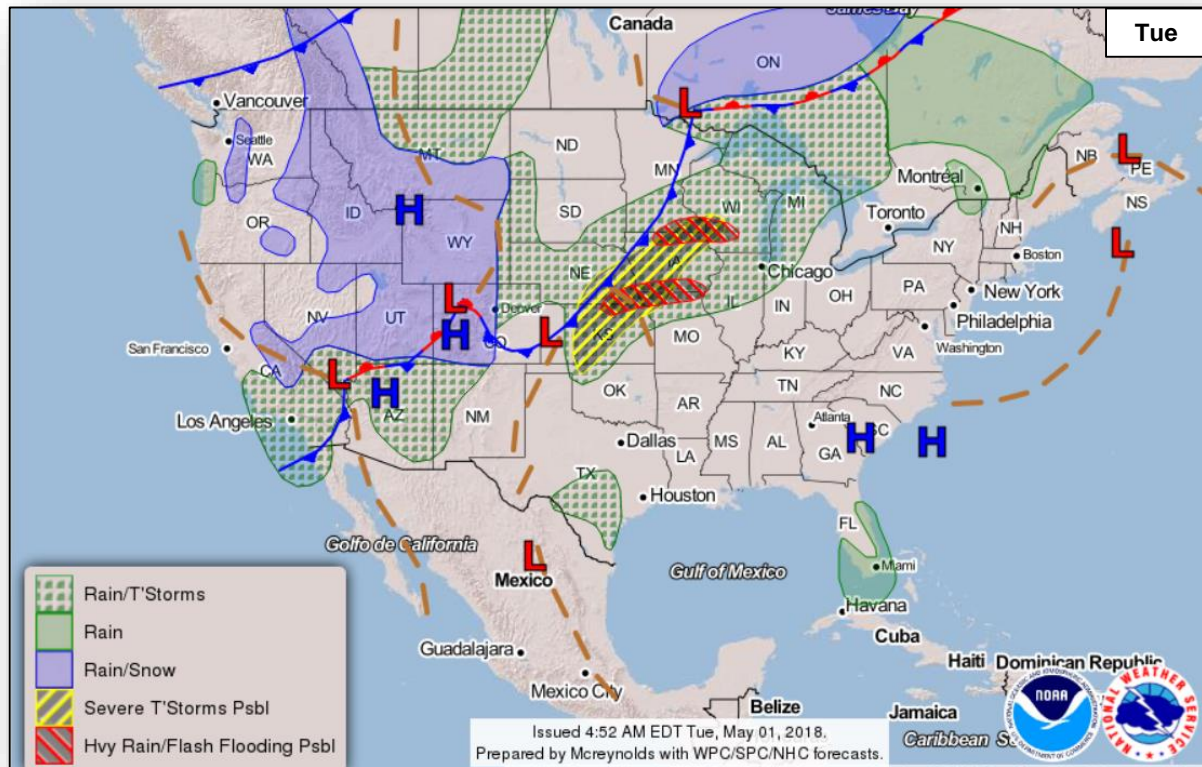 James Bay
Canada
Tue
ON
Vancouver
Seattle
WA
MT
ND
MN
Montréal
NB
PE
NS
OR
ID
WY
SD
WI
MI
Toronto
NH
Boston
NY
NE
IA
Chicago
PA
New York
Philadelphia
NV
UT
Denver
CO
IL
IN
OH
San Francisco
CA
KS
MO
KY
VA
Washington
Los Angeles
AZ
NM
OK
AR
TN
NC
Atlanta
SC
Dallas
MS
AL
GA
LA
TX
Houston
FL
Miami
Golfo de California
Mexico
Gulf of Mexico
Havana
Cuba
Guadalajara
Mexico City
Haiti
Dominican Republic
Belize
Jamaica
Caribbean
L
L
L
H
L
L
H
L
H
H
H
L
Rain/T'Storms
Rain
Rain/Snow
Severe T'Storms Psbl
Hvy Rain/Flash Flooding Psbl
Issued 4:52 AM EDT Tue, May 01, 2018.
Prepared by Mcreynolds with WPC/SPC/NHC forecasts.
NOAA
NATIONAL WEATHER SERVICE